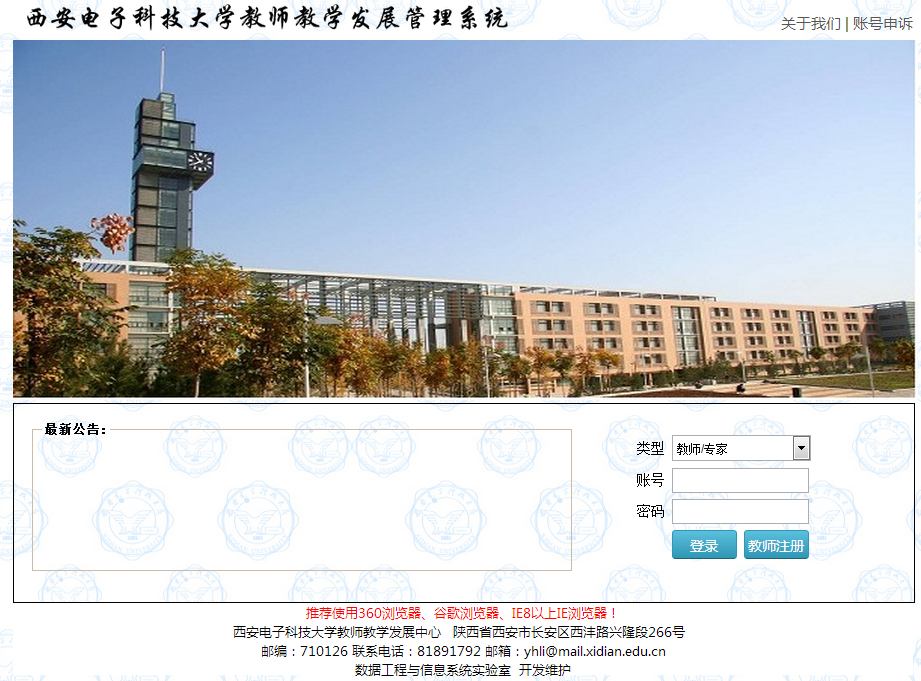 西安电子科技大学教师教学发展管理系统
关于我们 | 账号申诉
最新公告:
类型 教师/专家
账号
密码
登录 教师注册
推荐使用360浏览器、谷歌浏览器、IE8以上IE浏览器！
西安电子科技大学教师教学发展中心 陕西省西安市长安区西沣路兴隆段266号
邮编：710126 联系电话：81891792 邮箱：yhli@mail.xidian.edu.cn
数据工程与信息系统实验室 开发维护